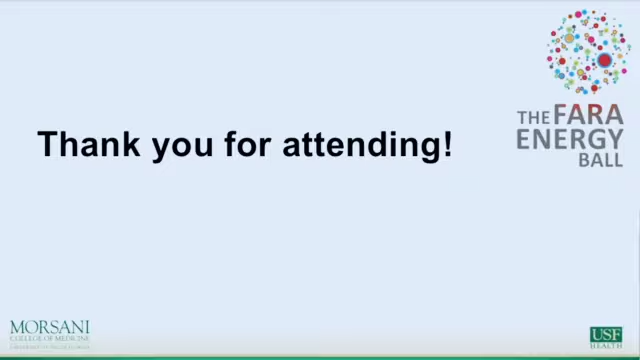 THE FARA
ENERGY
BALL
Thank you for attending!
MORSANI
COLLEGE OF MEDICINE
USF
HEALTH